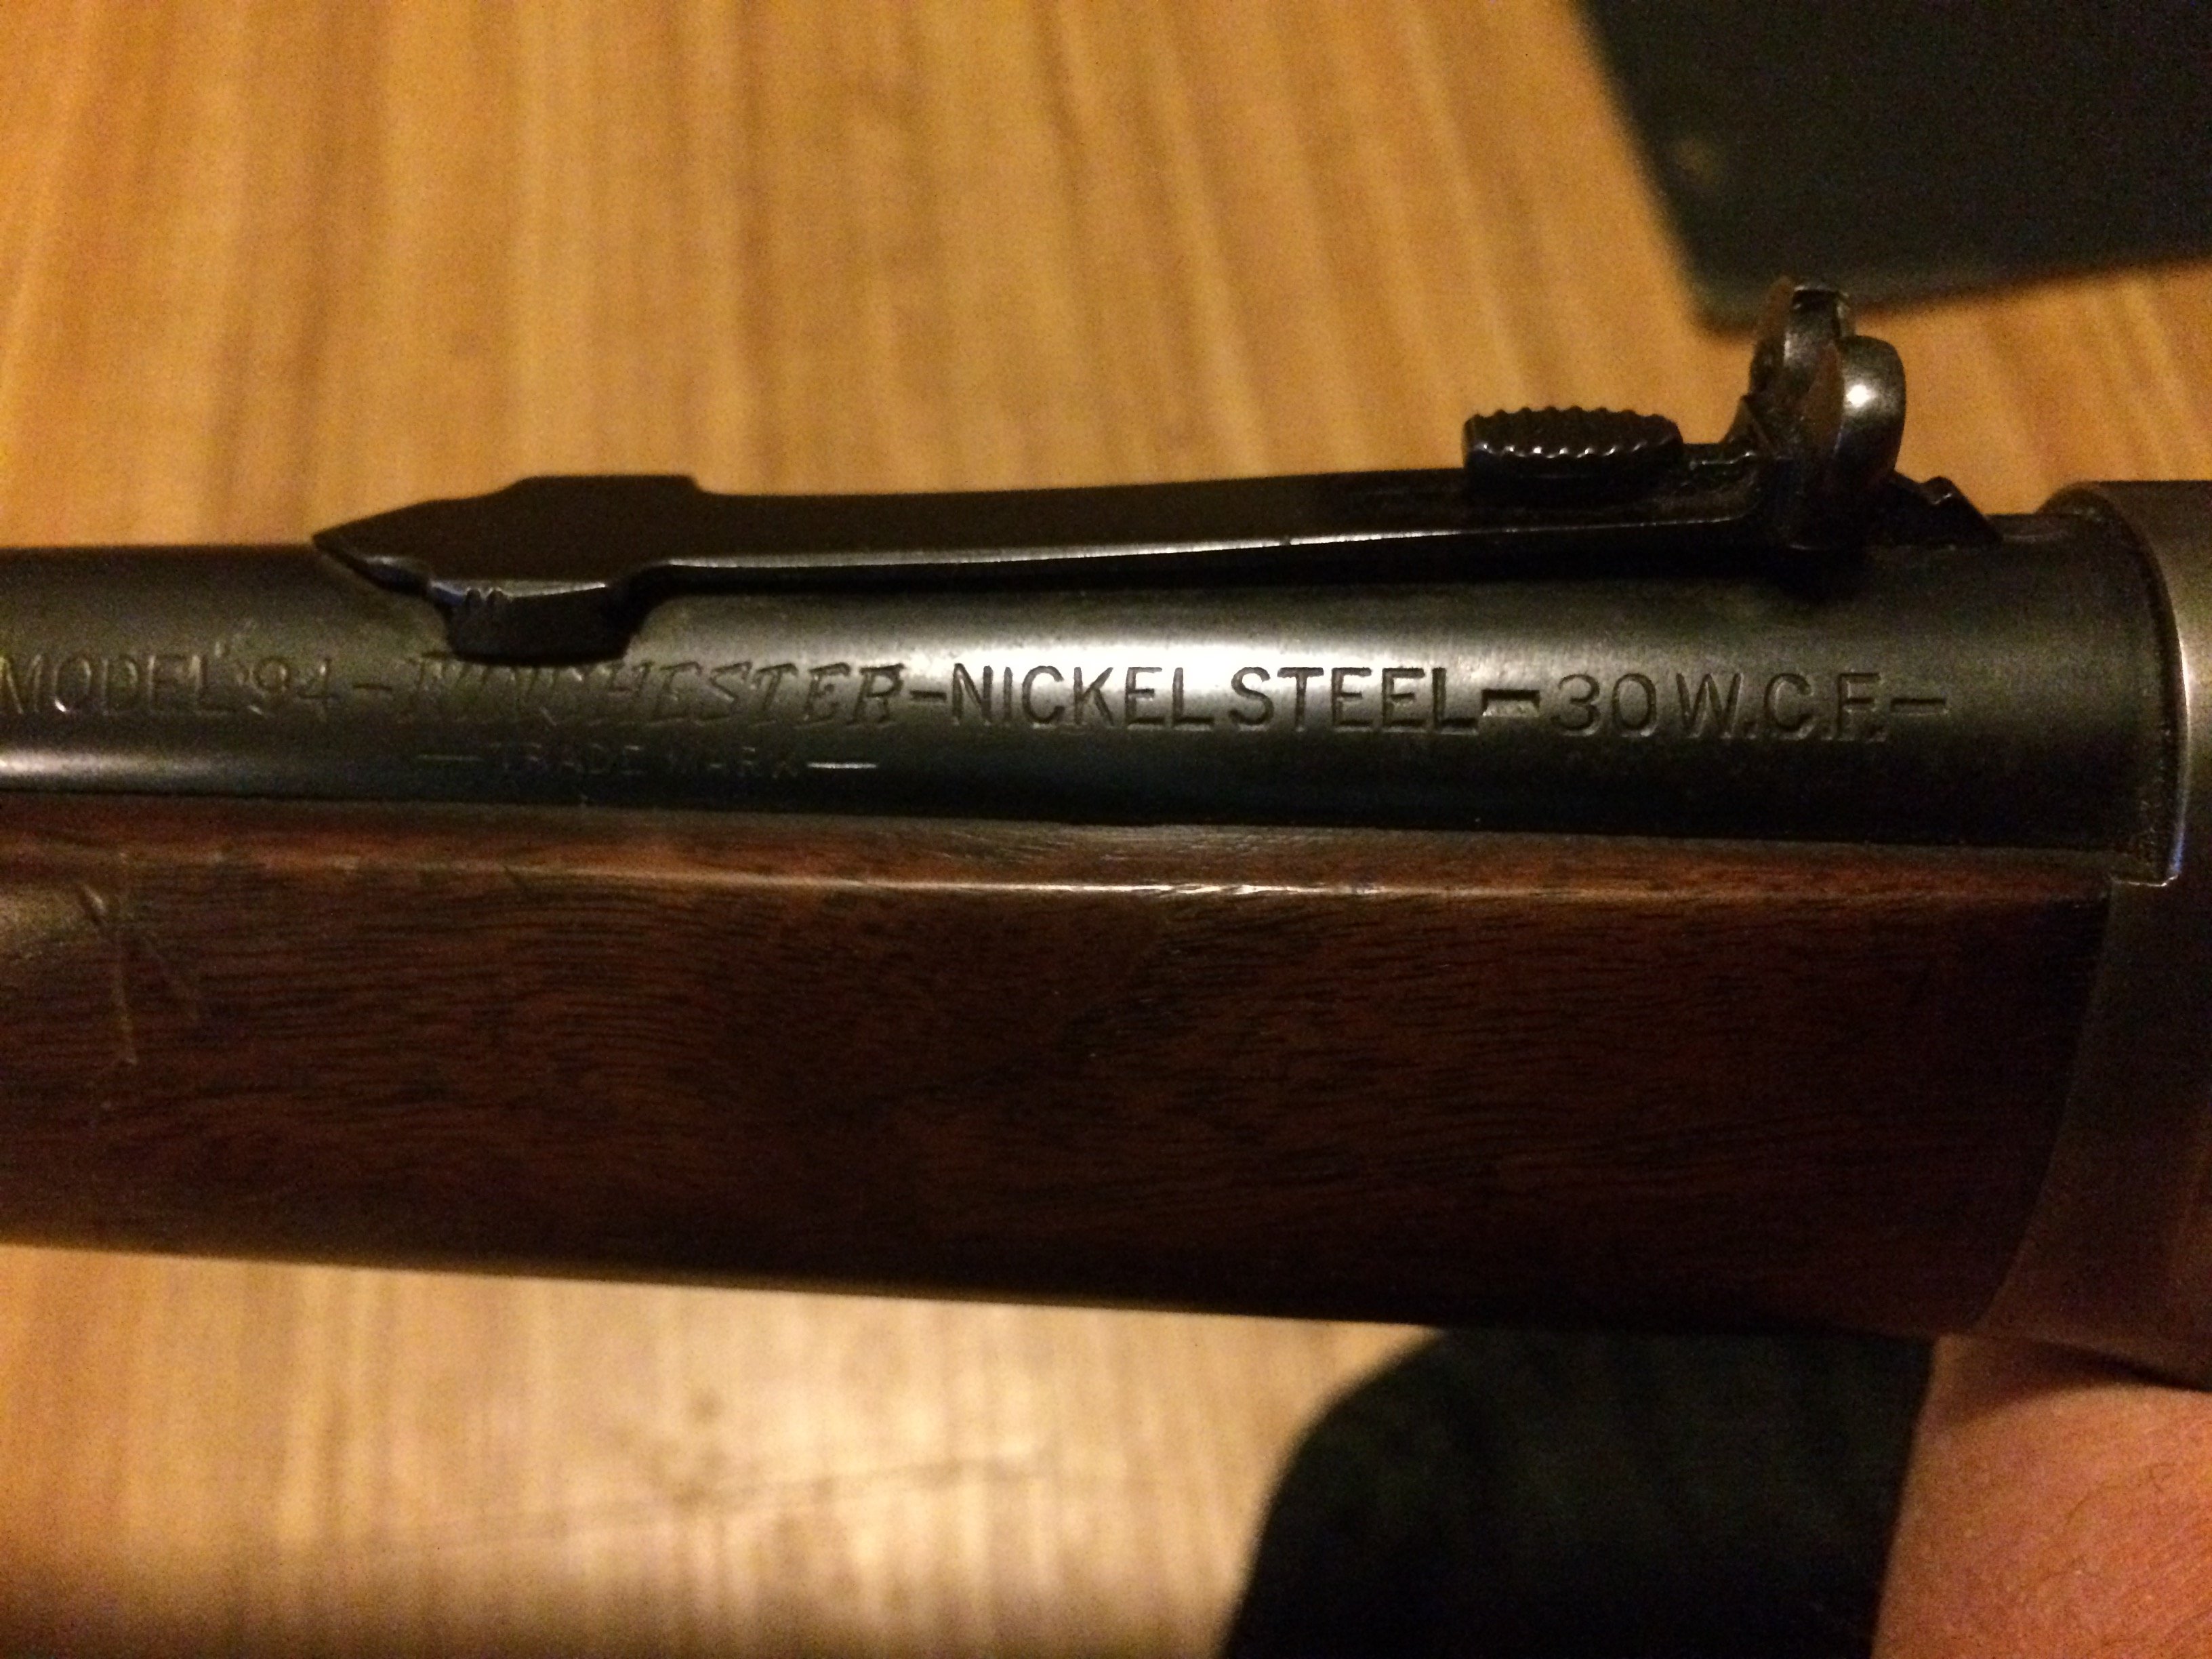 MODEL '94-WINCHESTER-NICKEL STEEL-30 W.C.F.-
-TRADE MARK-